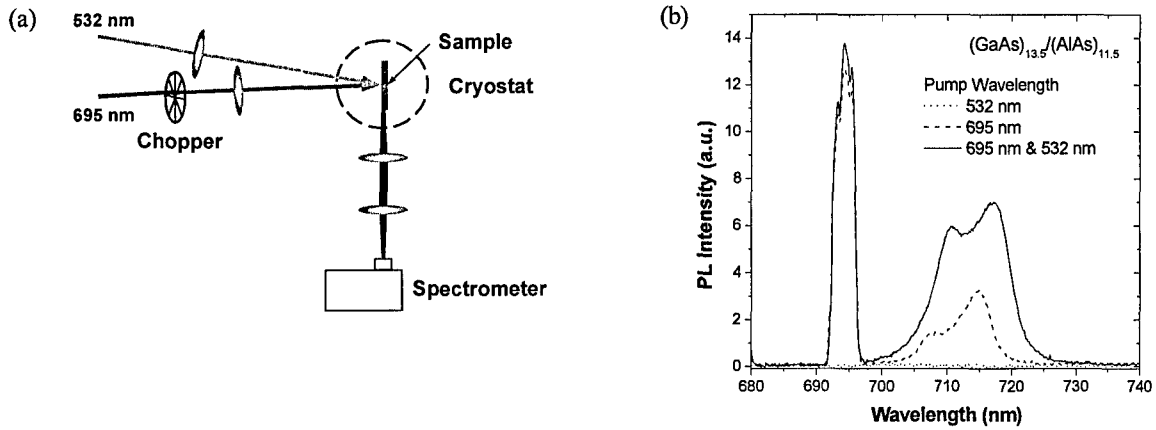 (a)
532 nm
695 nm
Chopper
Sample
Cryostat
Spectrometer
(b)
(GaAs)13.5/(AlAs)11.5
Pump Wavelength
532 nm
695 nm
695 nm & 532 nm
PL Intensity (a.u.)
14
12
10
8
6
4
2
0
680 690 700 710 720 730 740
Wavelength (nm)